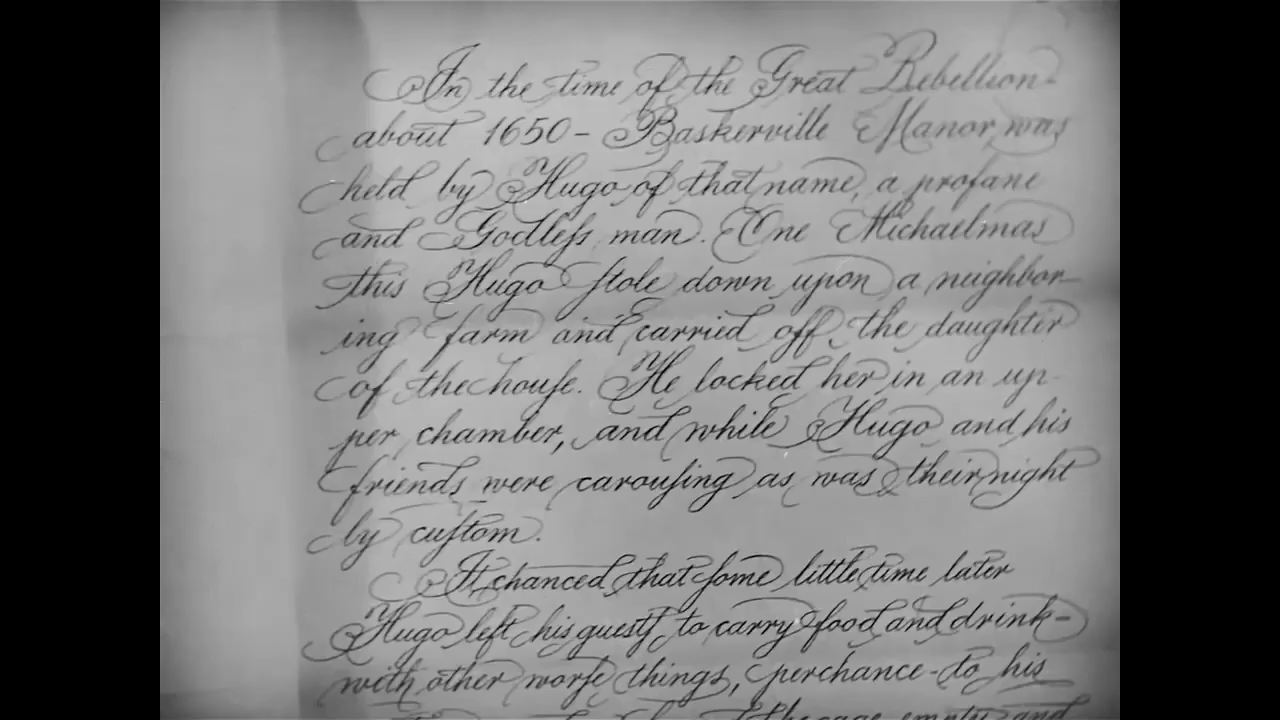 In the time of the Great Rebellion-
about 1650- Baskerville Manor was
held by Hugo of that name, a profane
and Godleſs man. One Michaelmas
this Hugo ſtole down upon a neighbor-
ing farm and carried off the daughter
of the houſe. He locked her in an up-
per chamber, and while Hugo and his
friends were carouſing as was their night
by cuſtom.
It chanced that ſome little time later
Hugo left his gueſtſ to carry food and drink-
with other worſe things, perchance-to his
the cage empty and